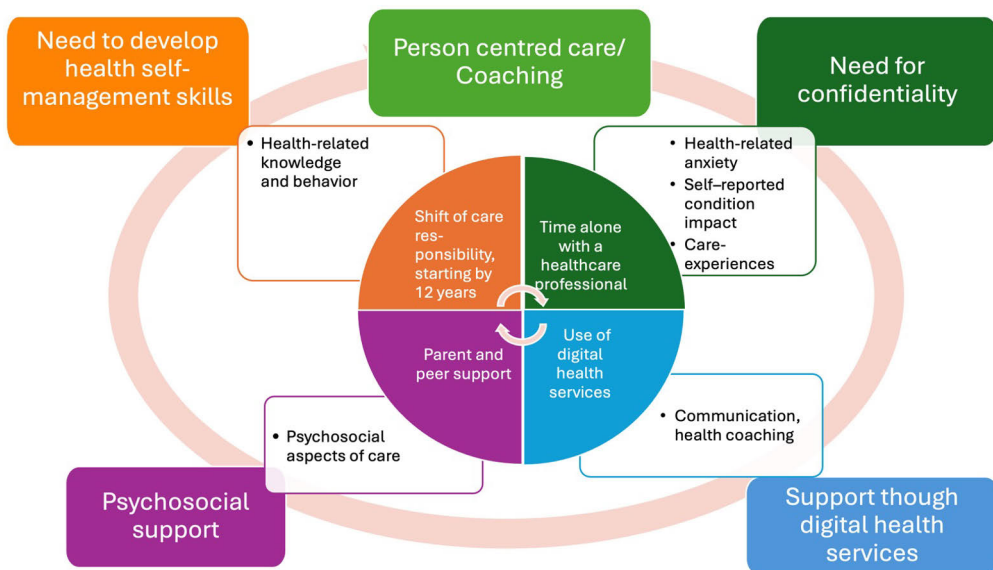 Need to develop
health self-
management skills
Person centred care/
Coaching
Need for
confidentiality
• Health-related
knowledge
and behavior
• Health-related
anxiety
• Self–reported
condition
impact
• Care-
experiences
Shift of care
res-
ponsibility,
starting by
12 years
Time alone
with a
healthcare
professional
Parent and
peer support
Use of
digital
health
services
• Psychosocial
aspects of care
• Communication,
health coaching
Psychosocial
support
Support though
digital health
services